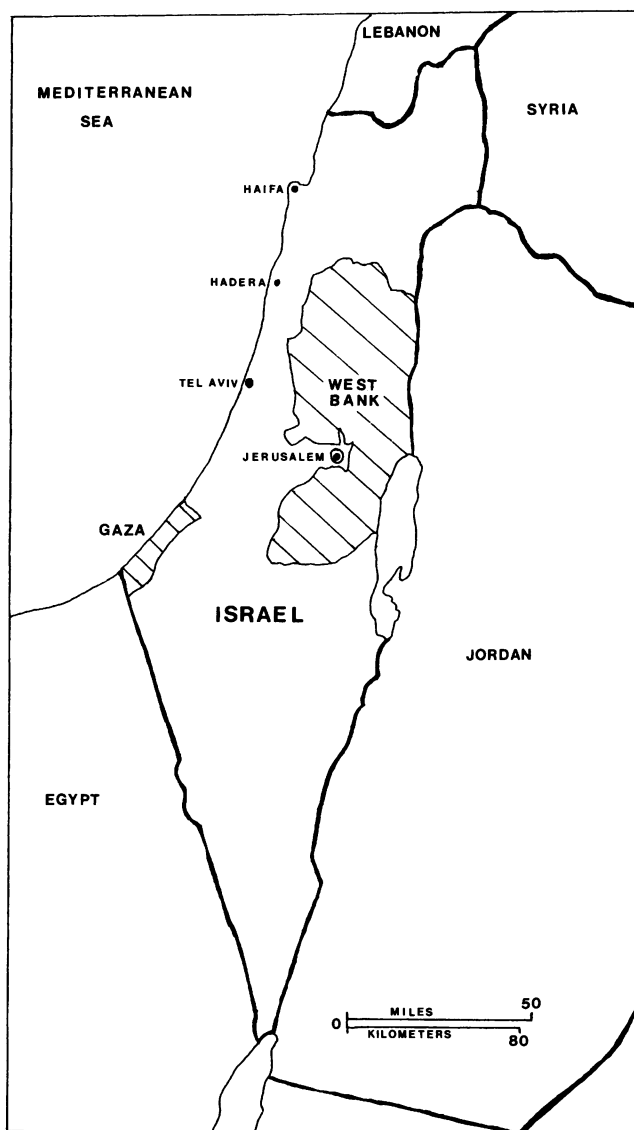 LEBANON
MEDITERRANEAN
SEA
SYRIA
HAIFA
HADERA
TEL AVIV
WEST
BANK
JERUSALEM
GAZA
ISRAEL
JORDAN
EGYPT
0 MILES 50
KILOMETERS 80